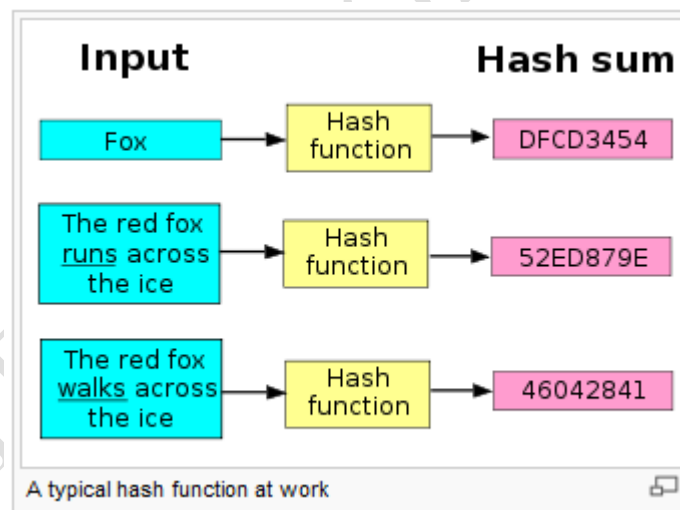 Input
Hash sum
Fox
Hash
function
DFCD3454
The red fox
runs across
the ice
Hash
function
52ED879E
The red fox
walks across
the ice
Hash
function
46042841
A typical hash function at work